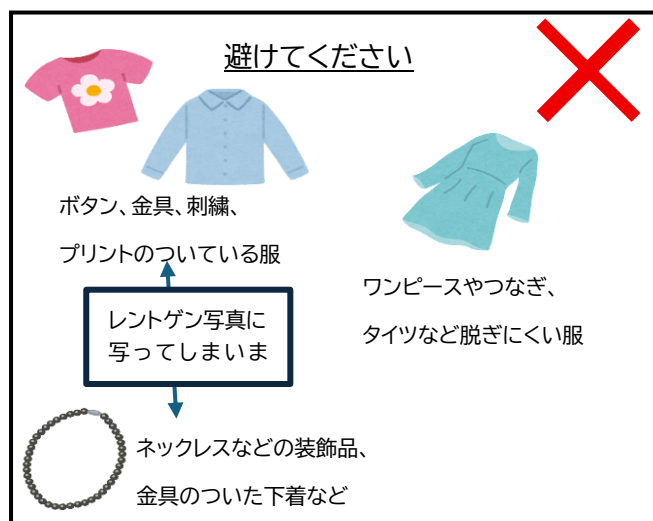 避けてください
ボタン、金具、刺繍、
プリントのついている服
ワンピースやつなぎ、
タイツなど脱ぎにくい服
レントゲン写真に
写ってしまいま
ネックレスなどの装飾品、
金具のついた下着など